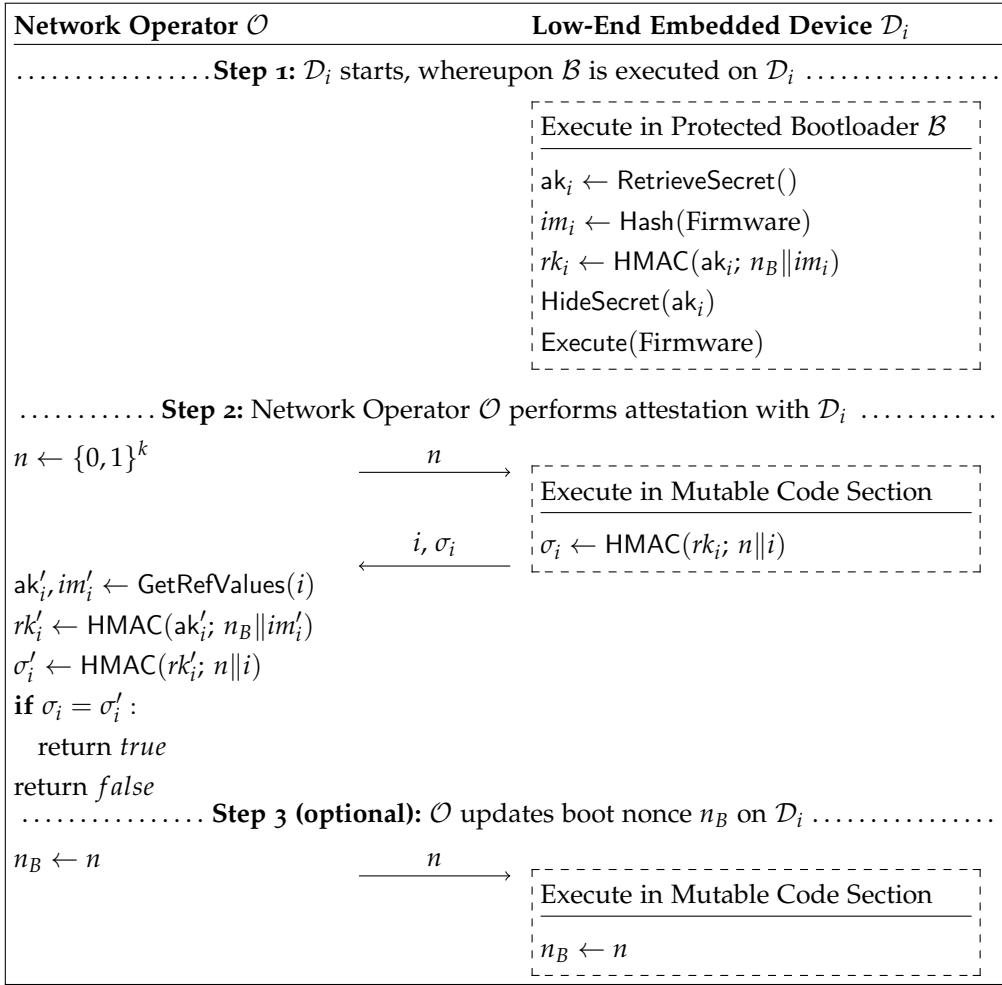 Network Operator 𝒪 Low-End Embedded Device 𝒟ᵢ
.................Step 1: 𝒟ᵢ starts, whereupon ℬ is executed on 𝒟ᵢ .................
Execute in Protected Bootloader ℬ
akᵢ ← RetrieveSecret()
imᵢ ← Hash(Firmware)
rkᵢ ← HMAC(akᵢ; n_B‖imᵢ)
HideSecret(akᵢ)
Execute(Firmware)
............ Step 2: Network Operator 𝒪 performs attestation with 𝒟ᵢ ............
n ← {0, 1}ᵏ n
Execute in Mutable Code Section
i, σᵢ σᵢ ← HMAC(rkᵢ; n‖i)
ak′ᵢ, im′ᵢ ← GetRefValues(i)
rk′ᵢ ← HMAC(ak′ᵢ; n_B‖im′ᵢ)
σ′ᵢ ← HMAC(rk′ᵢ; n‖i)
if σᵢ = σ′ᵢ :
return true
return false
................ Step 3 (optional): 𝒪 updates boot nonce n_B on 𝒟ᵢ ................
n_B ← n n
Execute in Mutable Code Section
n_B ← n